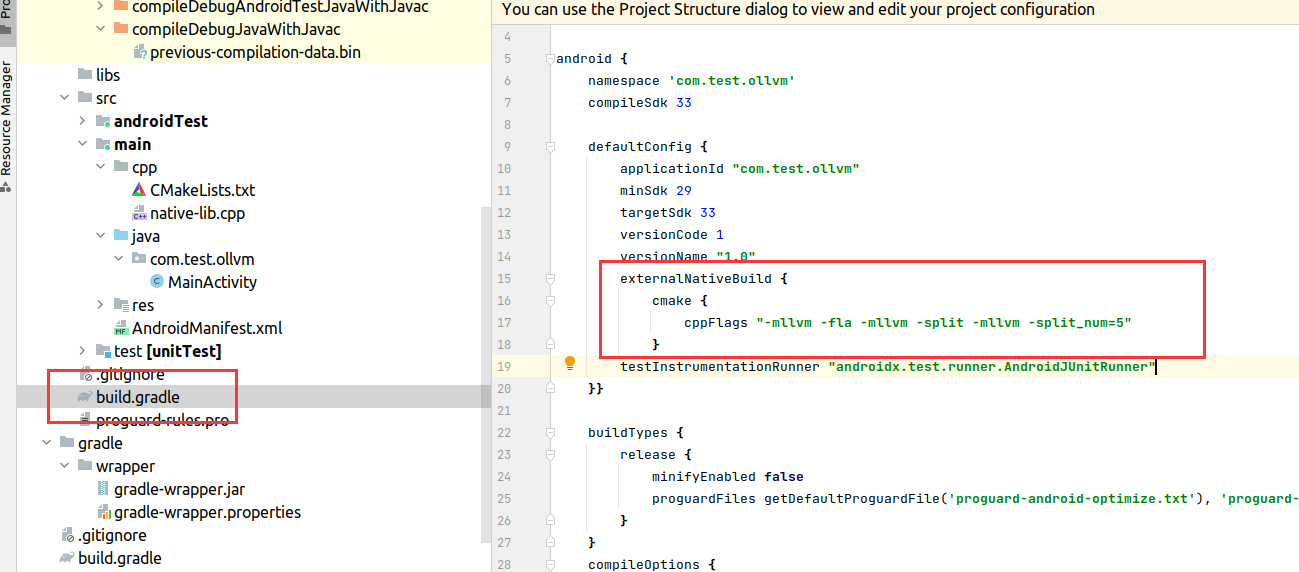 Resource Manager
compileDebugAndroidTestJavaWithJavac
compileDebugJavaWithJavac
previous-compilation-data.bin
libs
src
androidTest
main
cpp
CMakeLists.txt
native-lib.cpp
java
com.test.ollvm
MainActivity
res
AndroidManifest.xml
test [unitTest]
.gitignore
build.gradle
proguard-rules.pro
gradle
wrapper
gradle-wrapper.jar
gradle-wrapper.properties
.gitignore
build.gradle
You can use the Project Structure dialog to view and edit your project configuration
4
5 android {
6 namespace 'com.test.ollvm'
7 compileSdk 33
8
9 defaultConfig {
10 applicationId "com.test.ollvm"
11 minSdk 29
12 targetSdk 33
13 versionCode 1
14 versionName "1.0"
15 externalNativeBuild {
16 cmake {
17 cppFlags "-mllvm -fla -mllvm -split -mllvm -split_num=5"
18 }
19 testInstrumentationRunner "androidx.test.runner.AndroidJUnitRunner"
20 }}
21
22 buildTypes {
23 release {
24 minifyEnabled false
25 proguardFiles getDefaultProguardFile('proguard-android-optimize.txt'), 'proguard-
26 }
27 }
28 compileOptions {